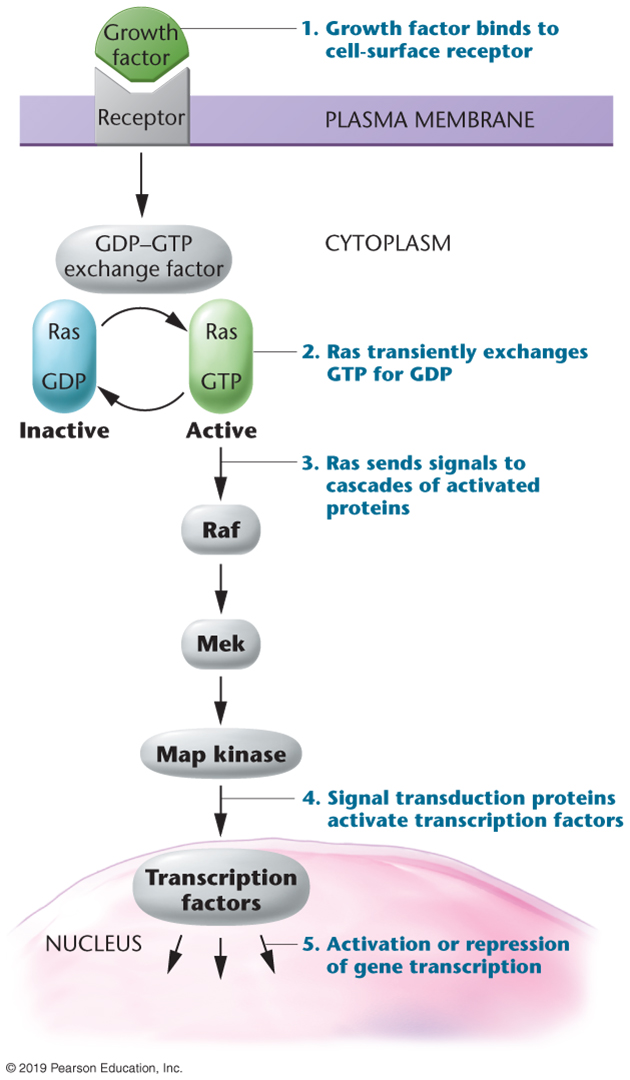 Growth
factor
1. Growth factor binds to
cell-surface receptor
Receptor
PLASMA MEMBRANE
GDP–GTP
exchange factor
CYTOPLASM
Ras
GDP
Ras
GTP
2. Ras transiently exchanges
GTP for GDP
Inactive
Active
3. Ras sends signals to
cascades of activated
proteins
Raf
Mek
Map kinase
4. Signal transduction proteins
activate transcription factors
Transcription
factors
NUCLEUS
5. Activation or repression
of gene transcription
© 2019 Pearson Education, Inc.